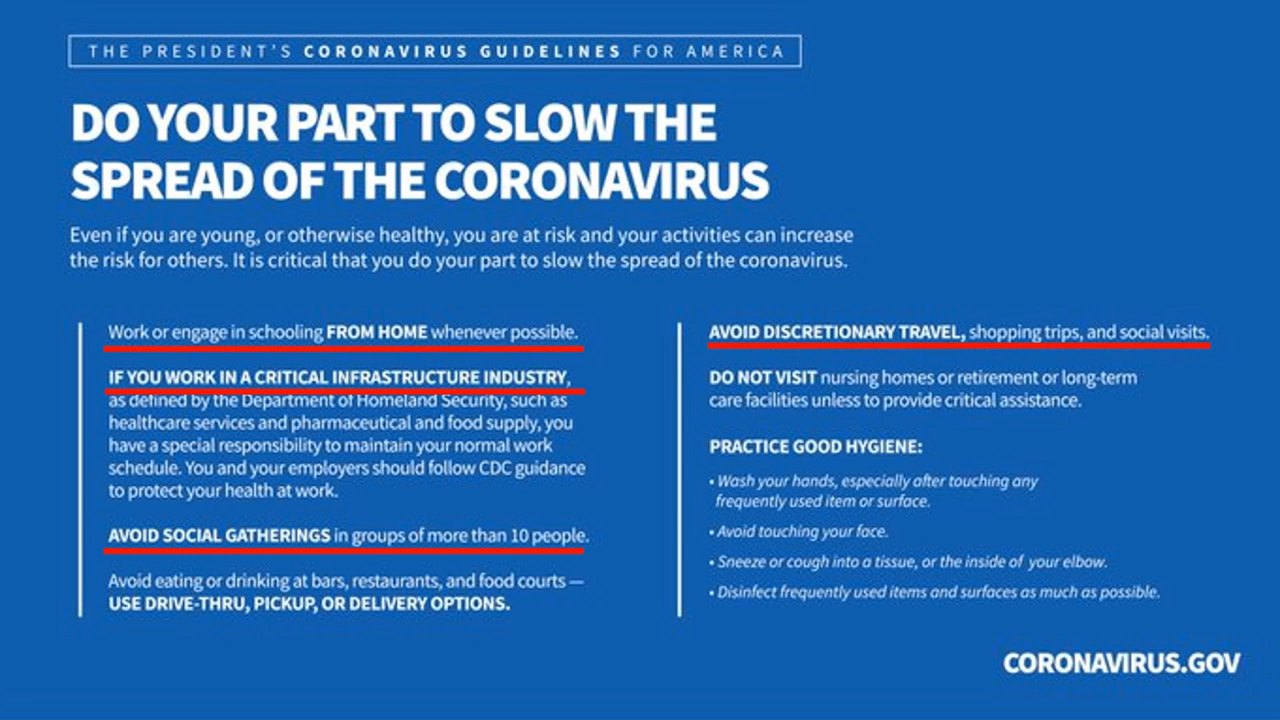 THE PRESIDENT'S CORONAVIRUS GUIDELINES FOR AMERICA
DO YOUR PART TO SLOW THE
SPREAD OF THE CORONAVIRUS
Even if you are young, or otherwise healthy, you are at risk and your activities can increase
the risk for others. It is critical that you do your part to slow the spread of the coronavirus.
Work or engage in schooling FROM HOME whenever possible.
IF YOU WORK IN A CRITICAL INFRASTRUCTURE INDUSTRY,
as defined by the Department of Homeland Security, such as
healthcare services and pharmaceutical and food supply, you
have a special responsibility to maintain your normal work
schedule. You and your employers should follow CDC guidance
to protect your health at work.
AVOID SOCIAL GATHERINGS in groups of more than 10 people.
Avoid eating or drinking at bars, restaurants, and food courts —
USE DRIVE-THRU, PICKUP, OR DELIVERY OPTIONS.
AVOID DISCRETIONARY TRAVEL, shopping trips, and social visits.
DO NOT VISIT nursing homes or retirement or long-term
care facilities unless to provide critical assistance.
PRACTICE GOOD HYGIENE:
• Wash your hands, especially after touching any
frequently used item or surface.
• Avoid touching your face.
• Sneeze or cough into a tissue, or the inside of your elbow.
• Disinfect frequently used items and surfaces as much as possible.
CORONAVIRUS.GOV